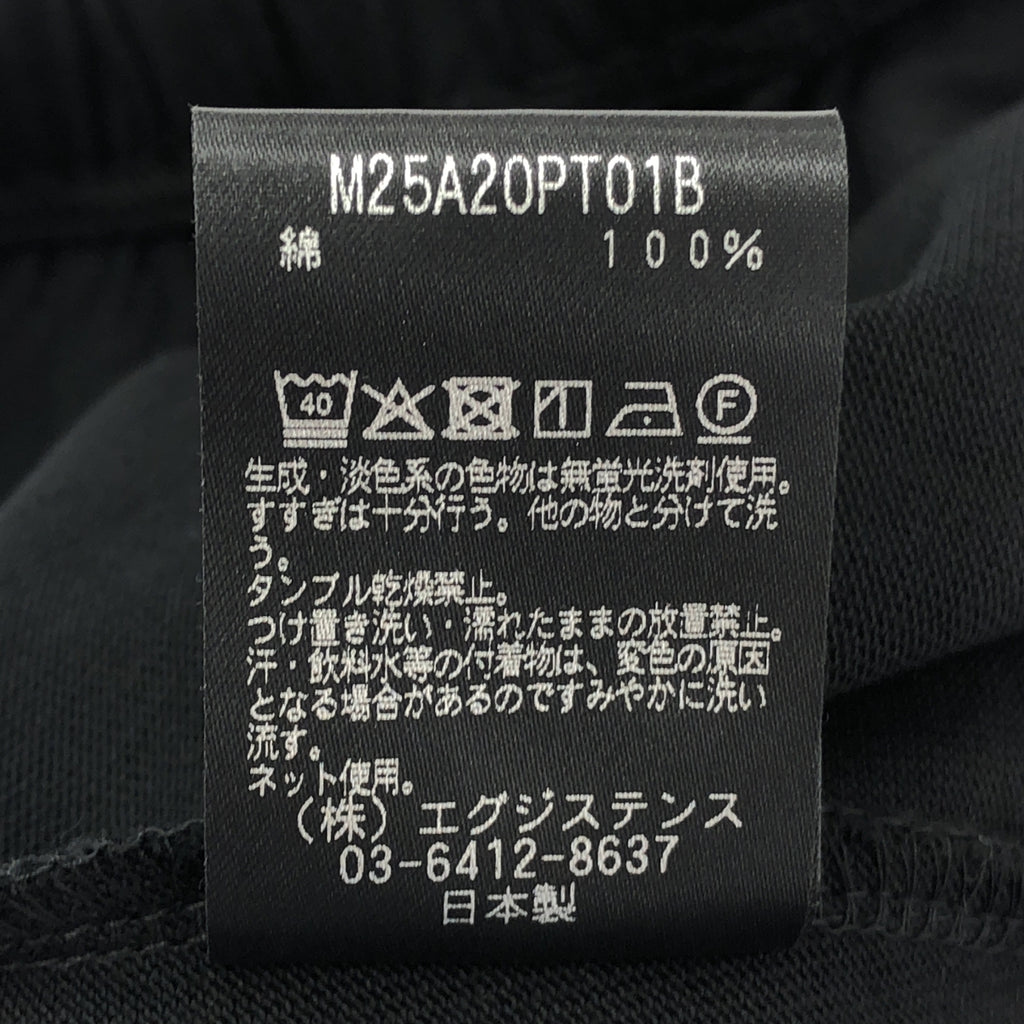 M25A20PT01B
綿 100%
40 F
生成・淡色系の色物は無蛍光洗剤使用。
すすぎは十分行う。他の物と分けて洗
う。
タンブル乾燥禁止。
つけ置き洗い・濡れたままの放置禁止。
汗・飲料水等の付着物は、変色の原因
となる場合があるのですみやかに洗い
流す。
ネット使用。
(株)エグジステンス
03-6412-8637
日本製